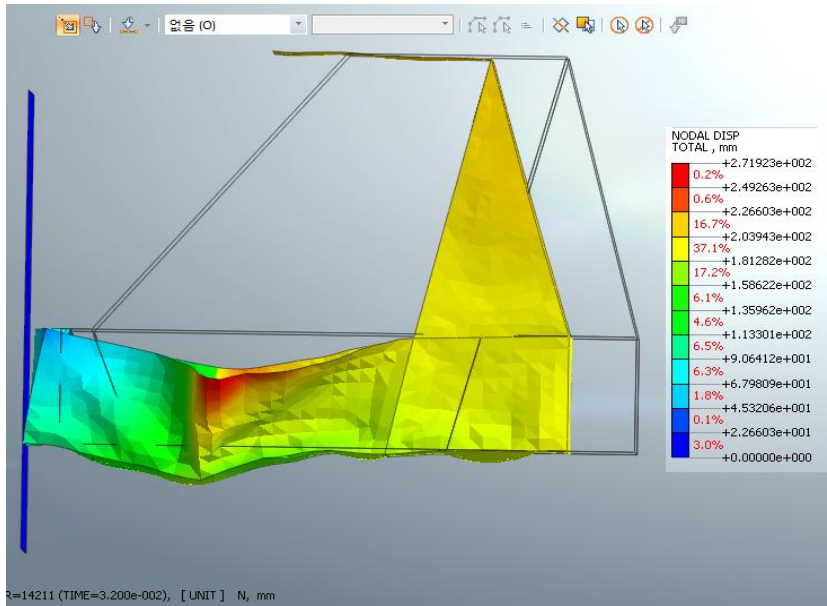 없음 (O)
NODAL DISP
TOTAL , mm
+2.71923e+002
0.2%
+2.49263e+002
0.6%
+2.26603e+002
16.7%
+2.03943e+002
37.1%
+1.81282e+002
17.2%
+1.58622e+002
6.1%
+1.35962e+002
4.6%
+1.13301e+002
6.5%
+9.06412e+001
6.3%
+6.79809e+001
1.8%
+4.53206e+001
0.1%
+2.26603e+001
3.0%
+0.00000e+000
R=14211 (TIME=3.200e-002), [ UNIT ] N, mm